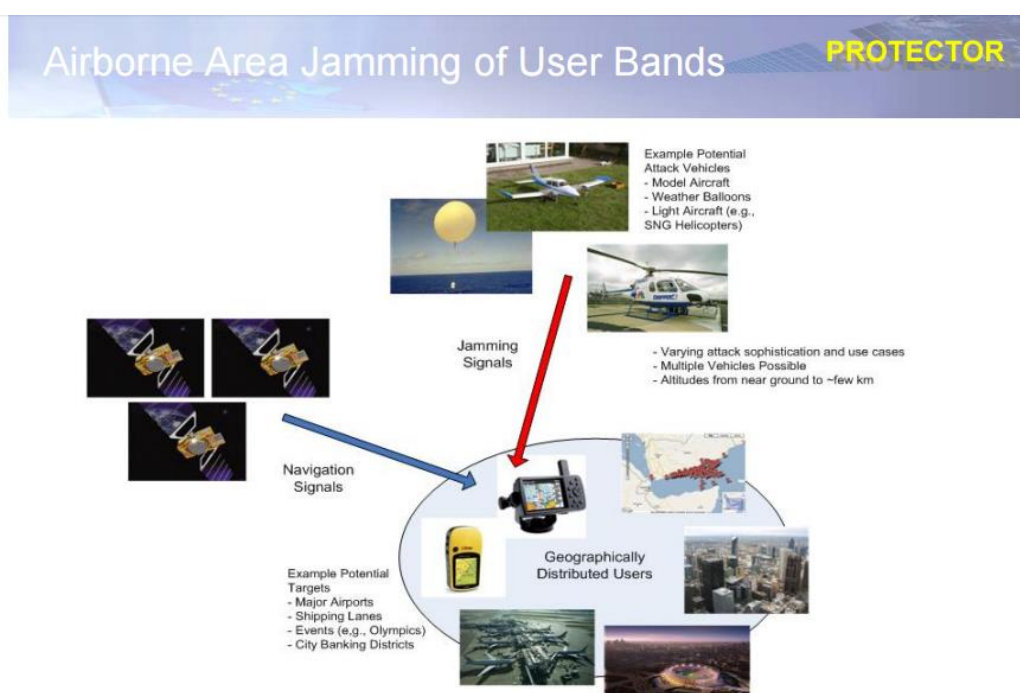 Airborne Area Jamming of User Bands
PROTECTOR
Example Potential
Attack Vehicles
- Model Aircraft
- Weather Balloons
- Light Aircraft (e.g.,
SNG Helicopters)
Jamming
Signals
- Varying attack sophistication and use cases
- Multiple Vehicles Possible
- Altitudes from near ground to ~few km
Navigation
Signals
Geographically
Distributed Users
Example Potential
Targets
- Major Airports
- Shipping Lanes
- Events (e,g., Olympics)
- City Banking Districts